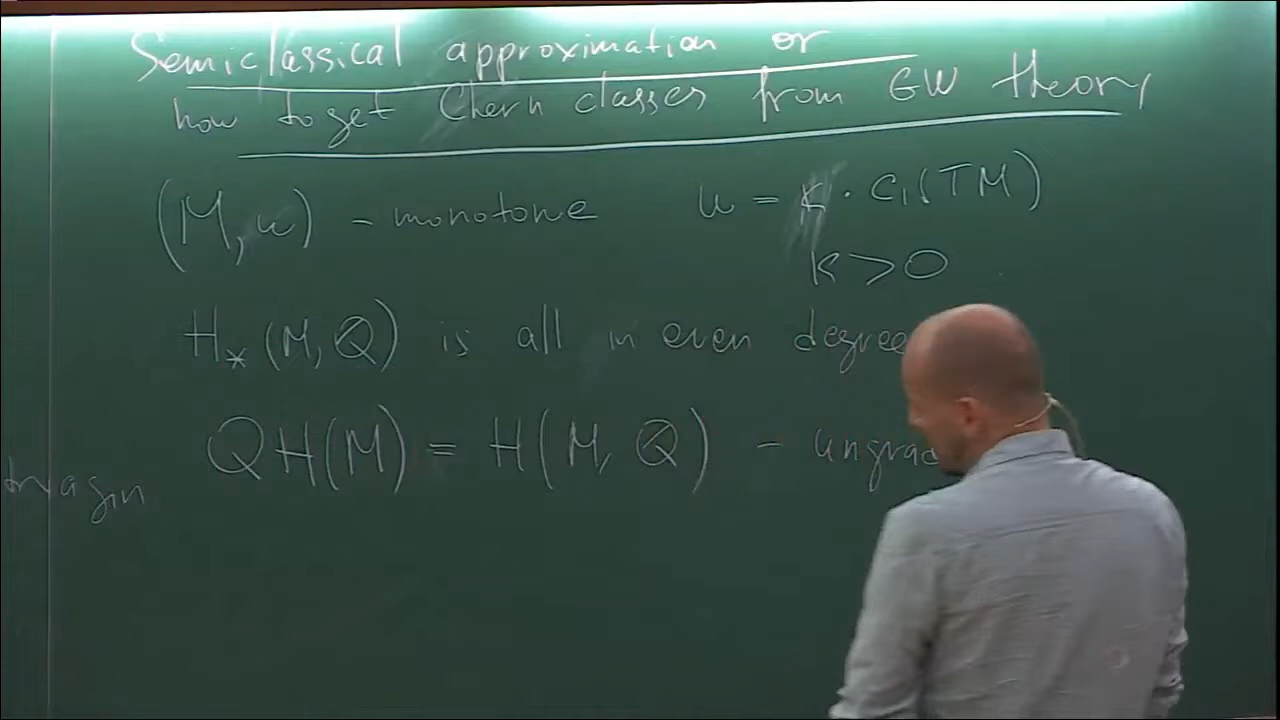 Semiclassical approximation or
how to get Chern classes from GW theory
(M, ω) – monotone ω = k · c₁(TM)
k > 0
H_*(M, Q) is all in even degree
QH(M) = H(M, Q) – ungrad